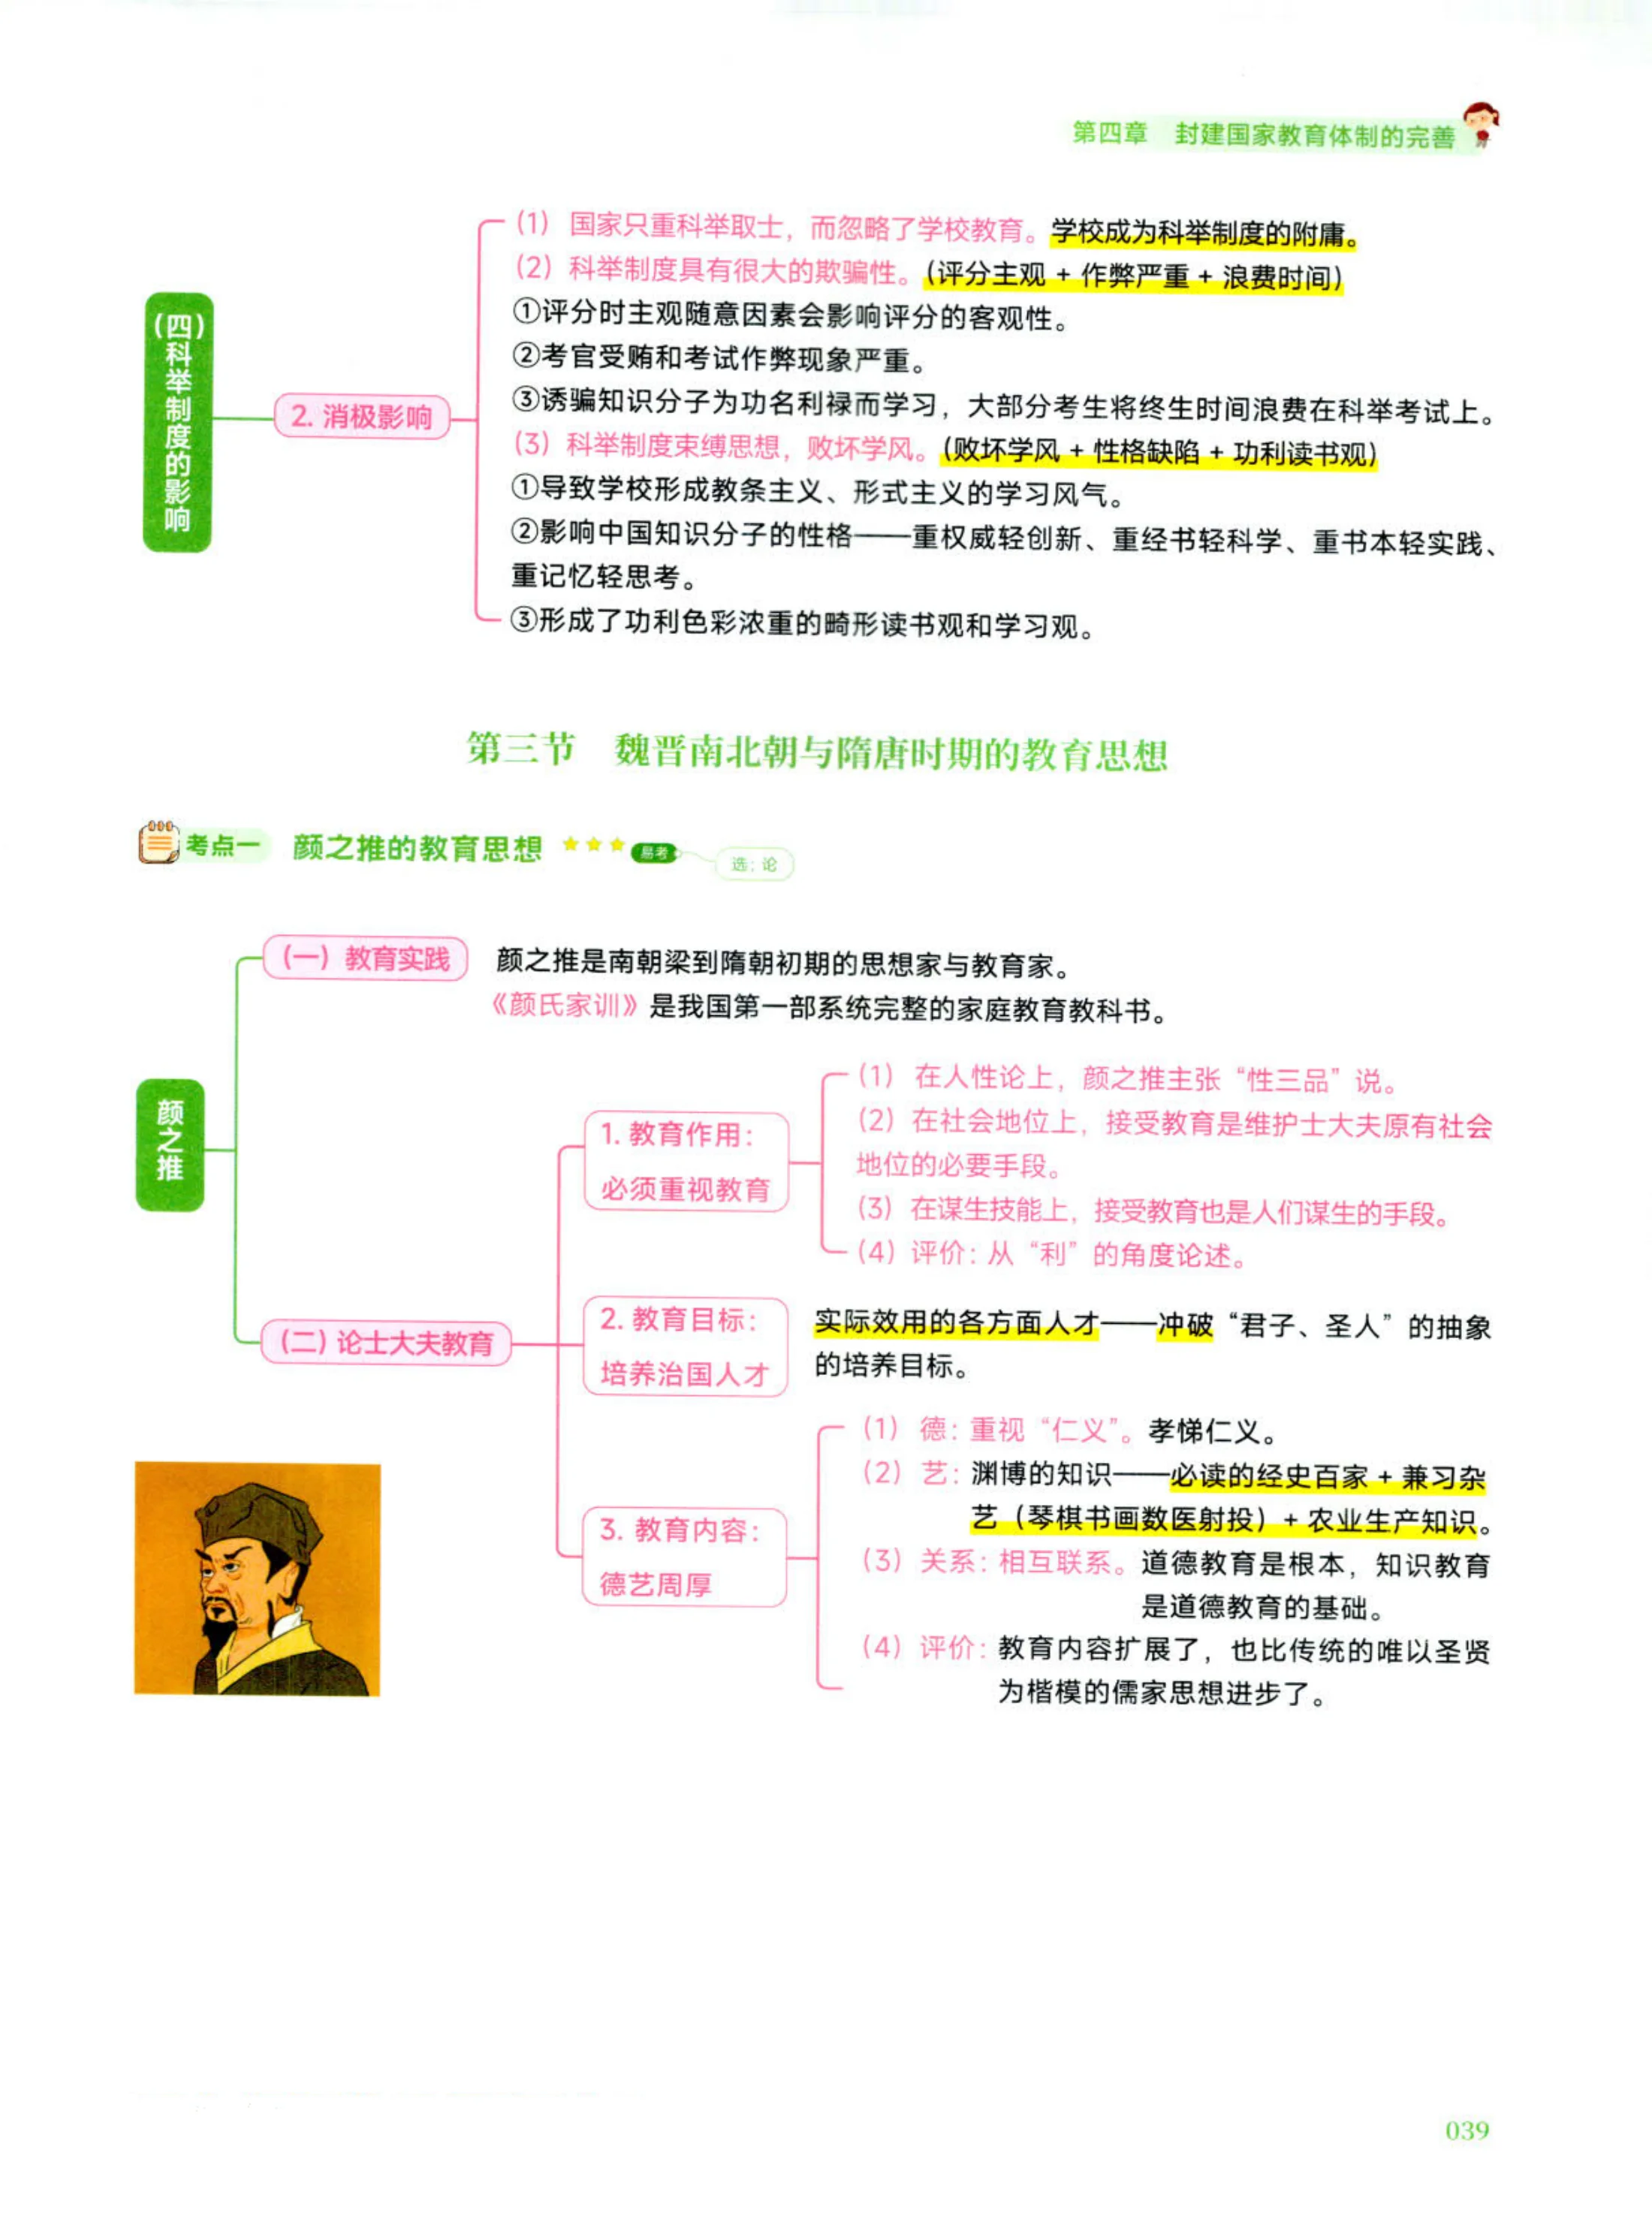 第四章 封建国家教育体制的完善
(四)科举制度的影响
2. 消极影响
(1) 国家只重科举取士，而忽略了学校教育。学校成为科举制度的附庸。
(2) 科举制度具有很大的欺骗性。(评分主观 + 作弊严重 + 浪费时间)
①评分时主观随意因素会影响评分的客观性。
②考官受贿和考试作弊现象严重。
③诱骗知识分子为功名利禄而学习，大部分考生将终生时间浪费在科举考试上。
(3) 科举制度束缚思想，败坏学风。(败坏学风 + 性格缺陷 + 功利读书观)
①导致学校形成教条主义、形式主义的学习风气。
②影响中国知识分子的性格——重权威轻创新、重经书轻科学、重书本轻实践、
重记忆轻思考。
③形成了功利色彩浓重的畸形读书观和学习观。
第三节 魏晋南北朝与隋唐时期的教育思想
考点一 颜之推的教育思想 易考 选; 论
颜之推
(一) 教育实践
颜之推是南朝梁到隋朝初期的思想家与教育家。
《颜氏家训》是我国第一部系统完整的家庭教育教科书。
(二) 论士大夫教育
1. 教育作用：
必须重视教育
(1) 在人性论上，颜之推主张“性三品”说。
(2) 在社会地位上，接受教育是维护士大夫原有社会
地位的必要手段。
(3) 在谋生技能上，接受教育也是人们谋生的手段。
(4) 评价：从“利”的角度论述。
2. 教育目标：
培养治国人才
实际效用的各方面人才——冲破“君子、圣人”的抽象
的培养目标。
3. 教育内容：
德艺周厚
(1) 德：重视“仁义”。孝悌仁义。
(2) 艺：渊博的知识——必读的经史百家 + 兼习杂
艺（琴棋书画数医射投）+ 农业生产知识。
(3) 关系：相互联系。道德教育是根本，知识教育
是道德教育的基础。
(4) 评价：教育内容扩展了，也比传统的唯以圣贤
为楷模的儒家思想进步了。
039